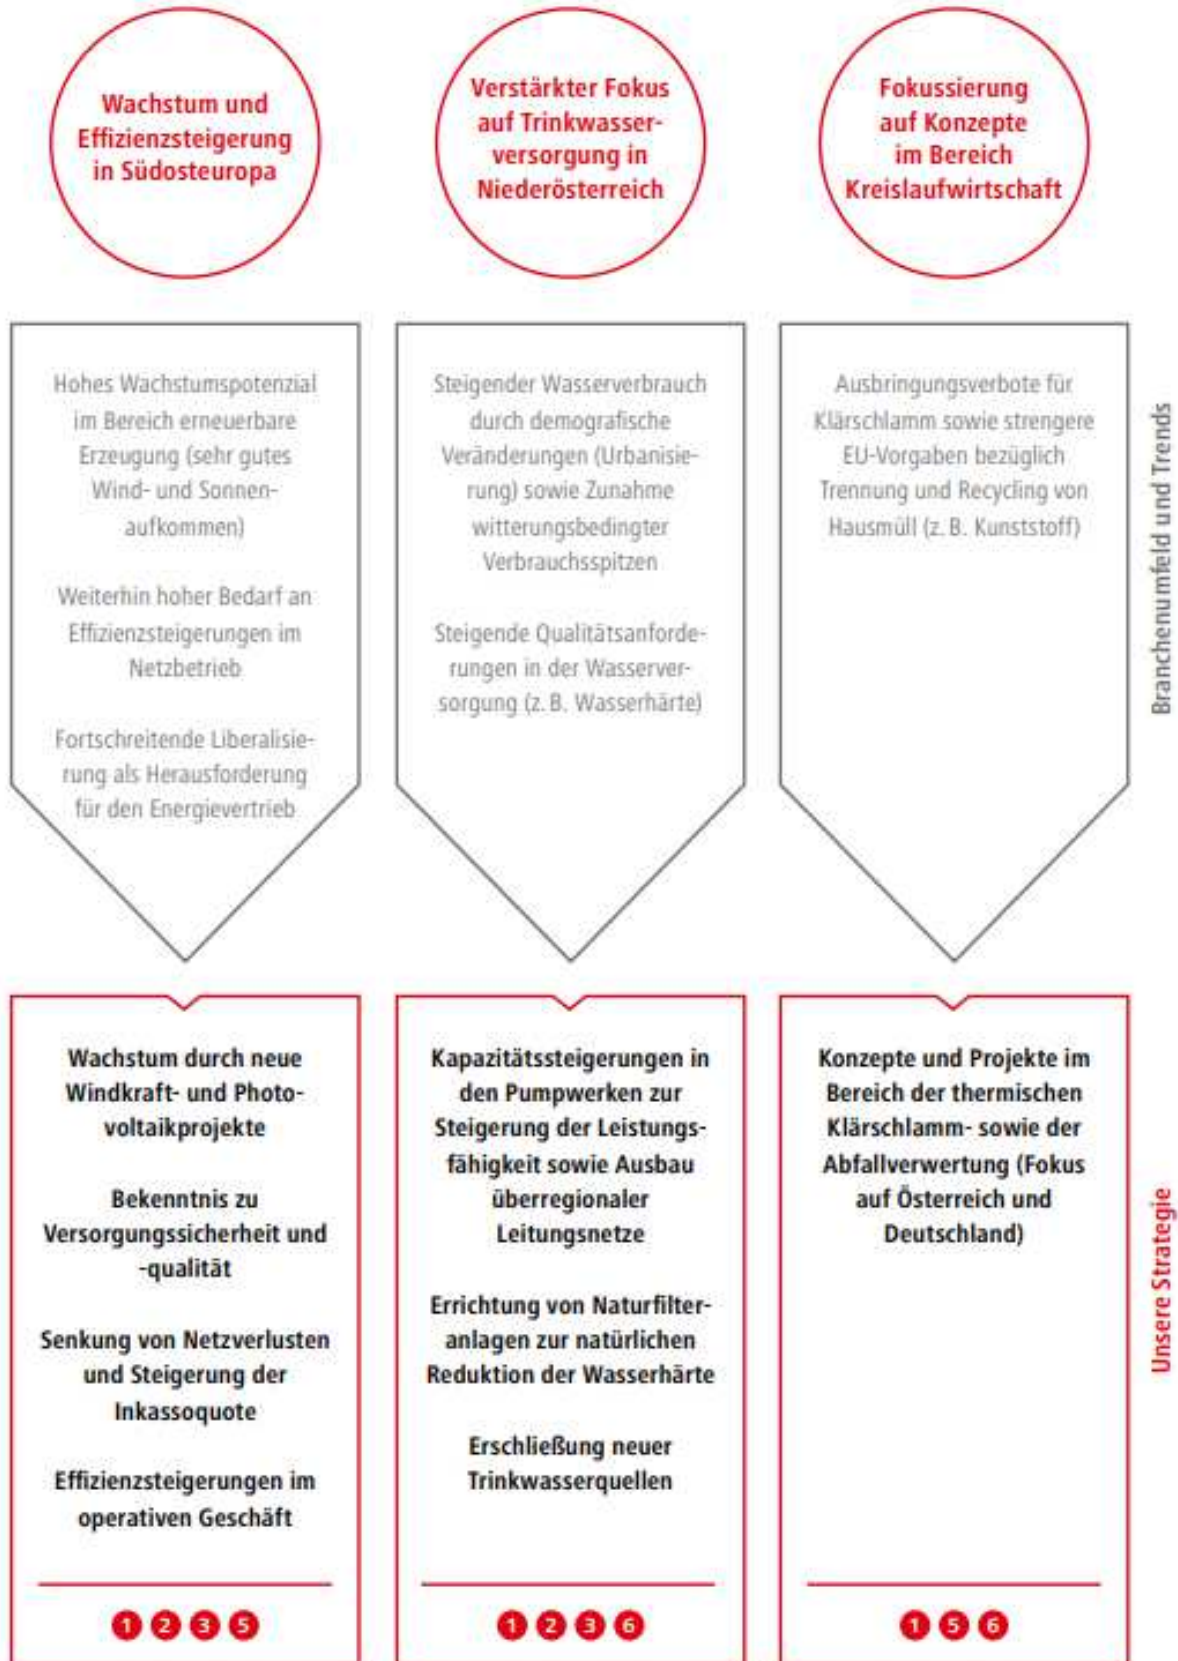 Wachstum und
Effizienzsteigerung
in Südosteuropa
Verstärkter Fokus
auf Trinkwasser-
versorgung in
Niederösterreich
Fokussierung
auf Konzepte
im Bereich
Kreislaufwirtschaft
Hohes Wachstumspotenzial
im Bereich erneuerbare
Erzeugung (sehr gutes
Wind- und Sonnen-
aufkommen)
Weiterhin hoher Bedarf an
Effizienzsteigerungen im
Netzbetrieb
Fortschreitende Liberalisie-
rung als Herausforderung
für den Energievertrieb
Steigender Wasserverbrauch
durch demografische
Veränderungen (Urbanisie-
rung) sowie Zunahme
witterungsbedingter
Verbrauchsspitzen
Steigende Qualitätsanforde-
rungen in der Wasserver-
sorgung (z. B. Wasserhärte)
Ausbringungsverbote für
Klärschlamm sowie strengere
EU-Vorgaben bezüglich
Trennung und Recycling von
Hausmüll (z. B. Kunststoff)
Branchenumfeld und Trends
Wachstum durch neue
Windkraft- und Photo-
voltaikprojekte
Bekenntnis zu
Versorgungssicherheit und
-qualität
Senkung von Netzverlusten
und Steigerung der
Inkassoquote
Effizienzsteigerungen im
operativen Geschäft
1 2 3 5
Kapazitätssteigerungen in
den Pumpwerken zur
Steigerung der Leistungs-
fähigkeit sowie Ausbau
überregionaler
Leitungsnetze
Errichtung von Naturfilter-
anlagen zur natürlichen
Reduktion der Wasserhärte
Erschließung neuer
Trinkwasserquellen
1 2 3 6
Konzepte und Projekte im
Bereich der thermischen
Klärschlamm- sowie der
Abfallverwertung (Fokus
auf Österreich und
Deutschland)
1 5 6
Unsere Strategie